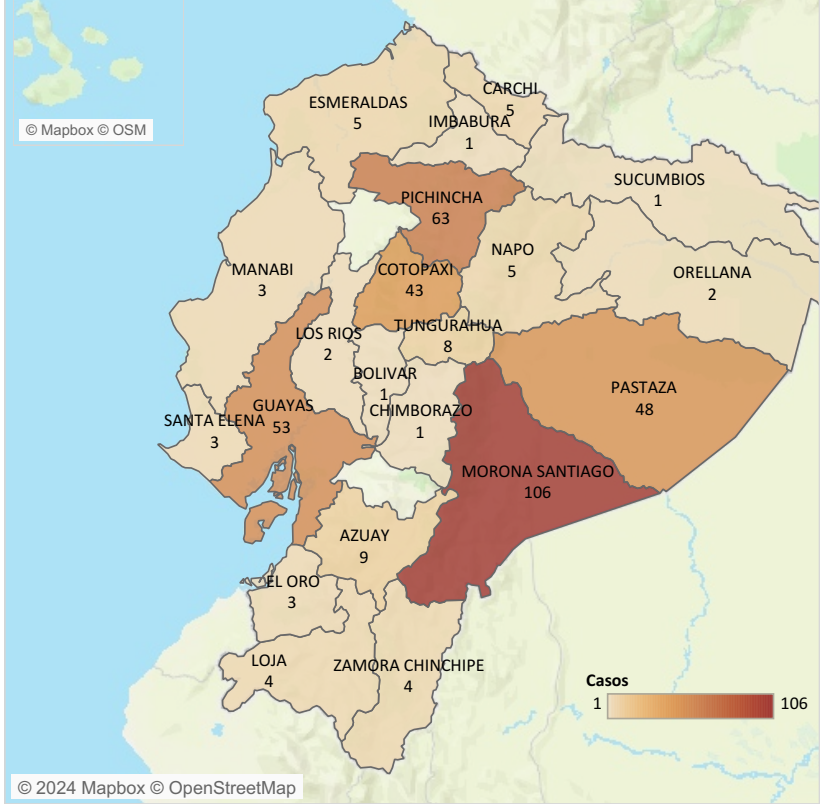 © Mapbox © OSM
ESMERALDAS
5
CARCHI
5
IMBABURA
1
SUCUMBIOS
1
PICHINCHA
63
NAPO
5
MANABI
3
COTOPAXI
43
ORELLANA
2
TUNGURAHUA
8
LOS RIOS
2
BOLIVAR
1
PASTAZA
48
GUAYAS
53
CHIMBORAZO
1
SANTA ELENA
3
MORONA SANTIAGO
106
AZUAY
9
EL ORO
3
LOJA
4
ZAMORA CHINCHIPE
4
Casos
1 106
© 2024 Mapbox © OpenStreetMap